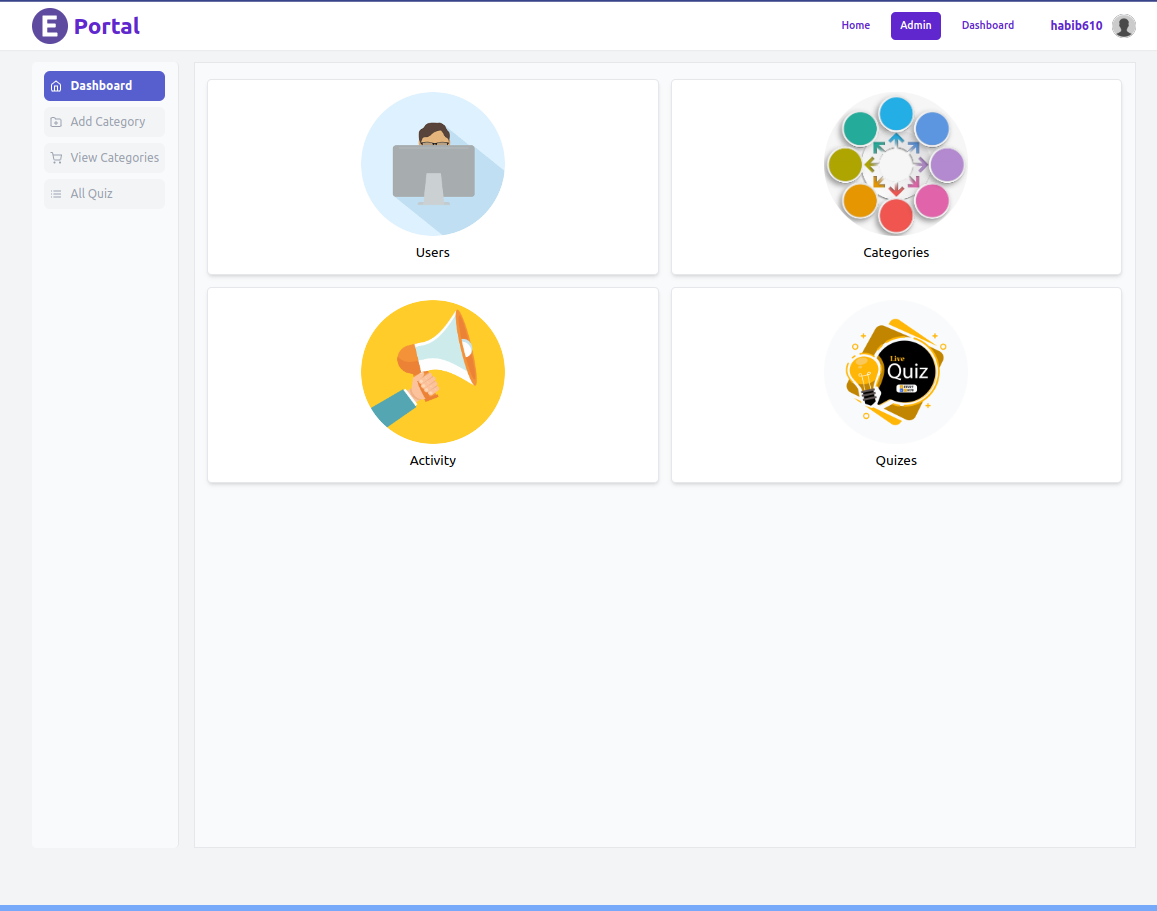 E Portal
Home
Admin
Dashboard
habib610
Dashboard
Add Category
View Categories
All Quiz
Users
Categories
Live
Quiz
Activity
Quizes